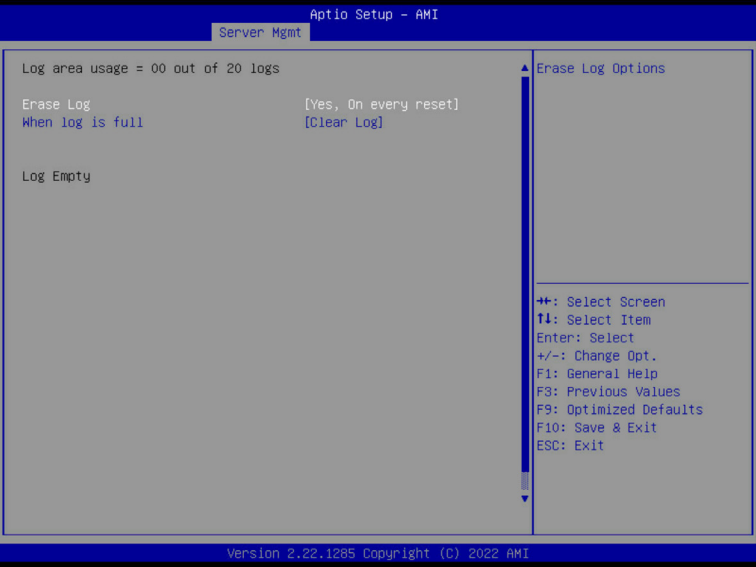 Aptio Setup – AMI
Server Mgmt
Log area usage = 00 out of 20 logs
Erase Log [Yes, On every reset]
When log is full [Clear Log]
Log Empty
Erase Log Options
→←: Select Screen
↑↓: Select Item
Enter: Select
+/-: Change Opt.
F1: General Help
F3: Previous Values
F9: Optimized Defaults
F10: Save & Exit
ESC: Exit
Version 2.22.1285 Copyright (C) 2022 AMI